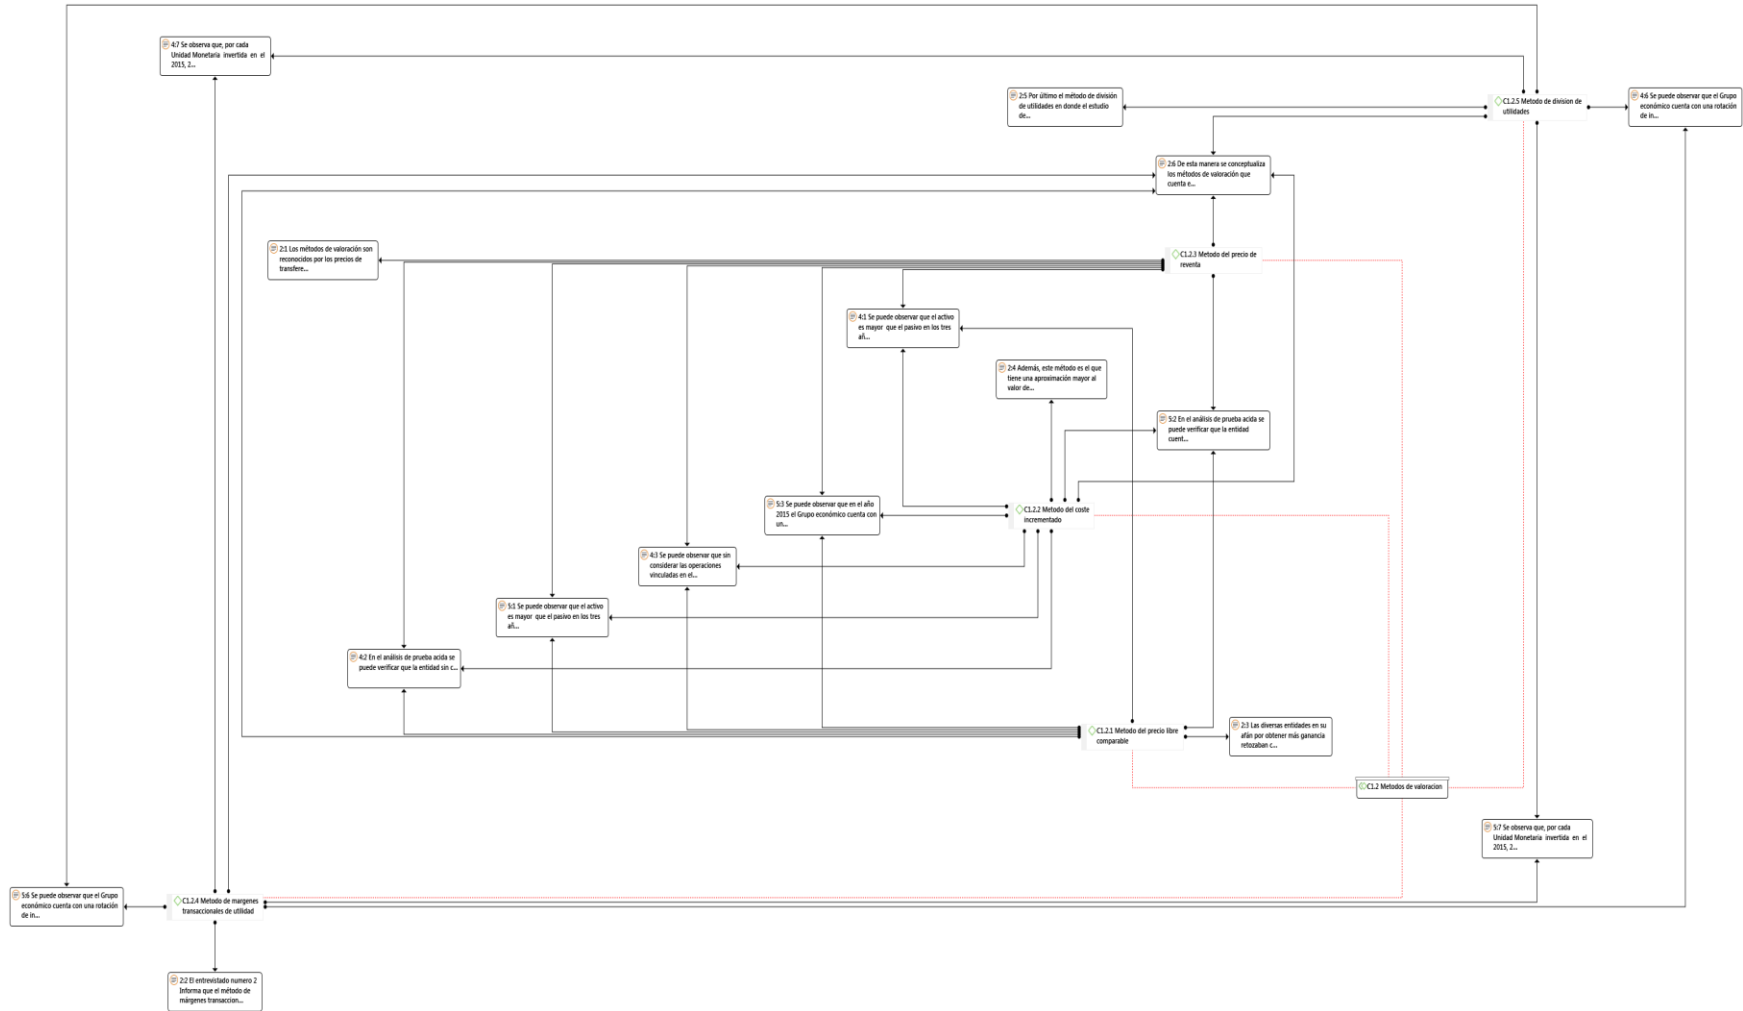 4:7 Se observa que, por cada
Unidad Monetaria invertida en el
2015, 2...
2:5 Por último el método de división
de utilidades en donde el estudio
de...
C1.2.5 Metodo de division de
utilidades
4:6 Se puede observar que el Grupo
económico cuenta con una rotación
de in...
2:6 De esta manera se conceptualiza
los métodos de valoración que
cuenta e...
2:1 Los métodos de valoración son
reconocidos por los precios de
transfere...
C1.2.3 Metodo del precio de
reventa
4:1 Se puede observar que el activo
es mayor que el pasivo en los tres
añ...
2:4 Además, este método es el que
tiene una aproximación mayor al
valor de...
5:2 En el análisis de prueba acida se
puede verificar que la entidad
cuent...
5:3 Se puede observar que en el año
2015 el Grupo económico cuenta con
un...
C1.2.2 Metodo del coste
incrementado
4:3 Se puede observar que sin
considerar las operaciones
vinculadas en el...
5:1 Se puede observar que el activo
es mayor que el pasivo en los tres
añ...
4:2 En el análisis de prueba acida se
puede verificar que la entidad sin c...
C1.2.1 Metodo del precio libre
comparable
2:3 Las diversas entidades en su
afán por obtener más ganancia
retozaban c...
C1.2 Metodos de valoracion
5:7 Se observa que, por cada
Unidad Monetaria invertida en el
2015, 2...
5:6 Se puede observar que el Grupo
económico cuenta con una rotación
de in...
C1.2.4 Metodo de margenes
transaccionales de utilidad
2:2 El entrevistado numero 2
Informa que el método de
márgenes transaccion...